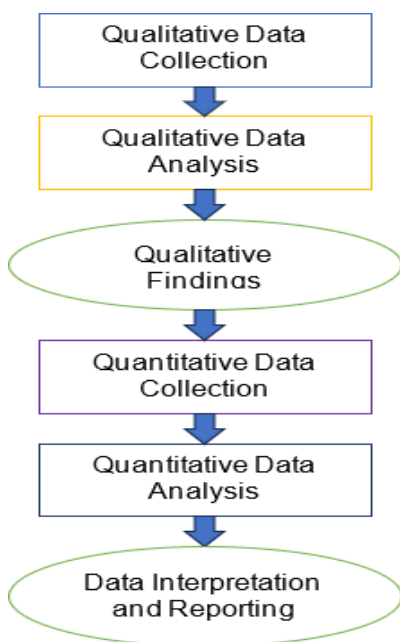 Qualitative Data
Collection
Qualitative Data
Analysis
Qualitative
Findings
Quantitative Data
Collection
Quantitative Data
Analysis
Data Interpretation
and Reporting